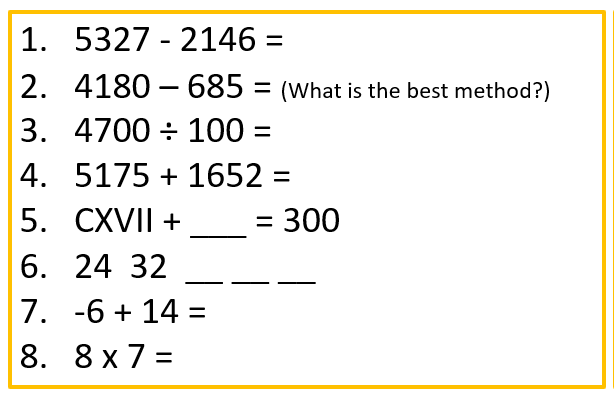 1. 5327 - 2146 =
2. 4180 – 685 = (What is the best method?)
3. 4700 ÷ 100 =
4. 5175 + 1652 =
5. CXVII + ___ = 300
6. 24 32 __ __ __
7. -6 + 14 =
8. 8 x 7 =